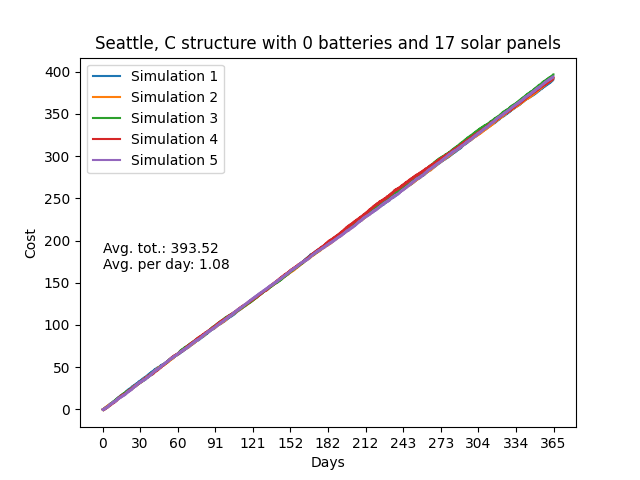 Seattle, C structure with 0 batteries and 17 solar panels
400
350
300
250
200
150
100
50
0
Cost
Simulation 1
Simulation 2
Simulation 3
Simulation 4
Simulation 5
Avg. tot.: 393.52
Avg. per day: 1.08
0 30 60 91 121 152 182 212 243 273 304 334 365
Days